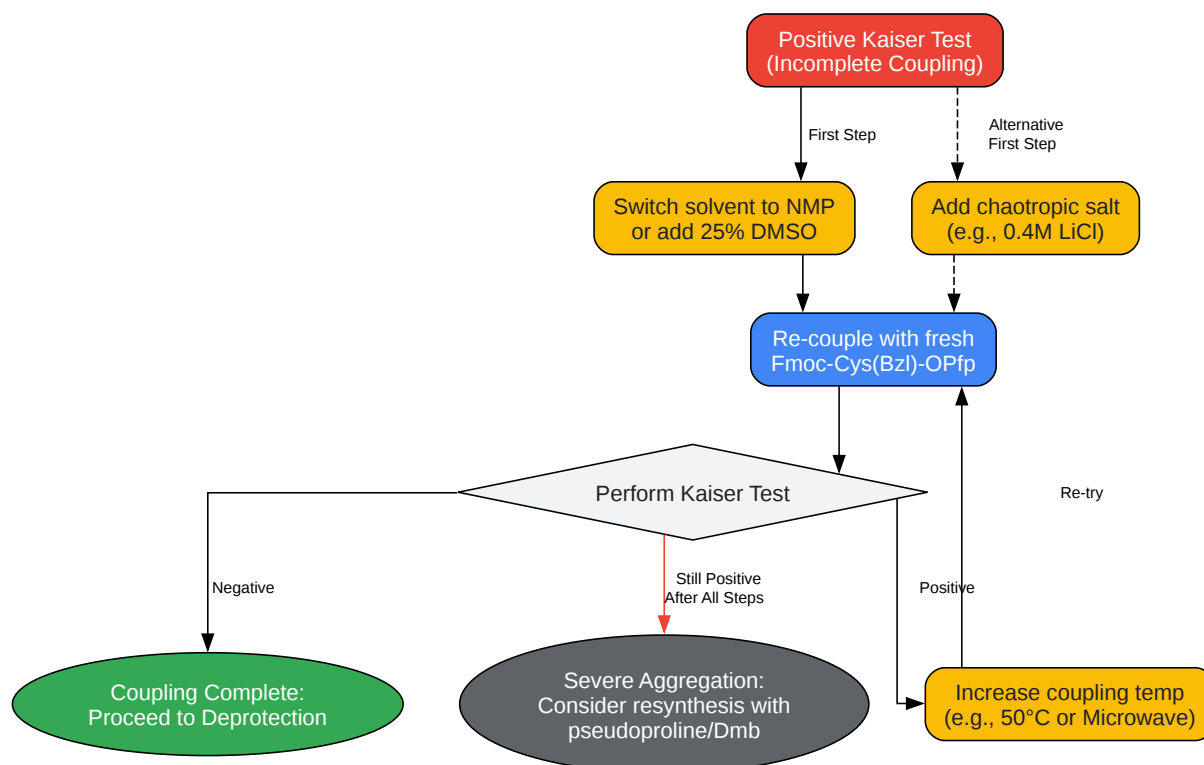 Positive Kaiser Test
(Incomplete Coupling)
First Step
Alternative
First Step
Switch solvent to NMP
or add 25% DMSO
Add chaotropic salt
(e.g., 0.4M LiCl)
Re-couple with fresh
Fmoc-Cys(Bzl)-OPfp
Perform Kaiser Test
Re-try
Negative
Still Positive
After All Steps
Positive
Coupling Complete:
Proceed to Deprotection
Severe Aggregation:
Consider resynthesis with
pseudoproline/Dmb
Increase coupling temp
(e.g., 50°C or Microwave)